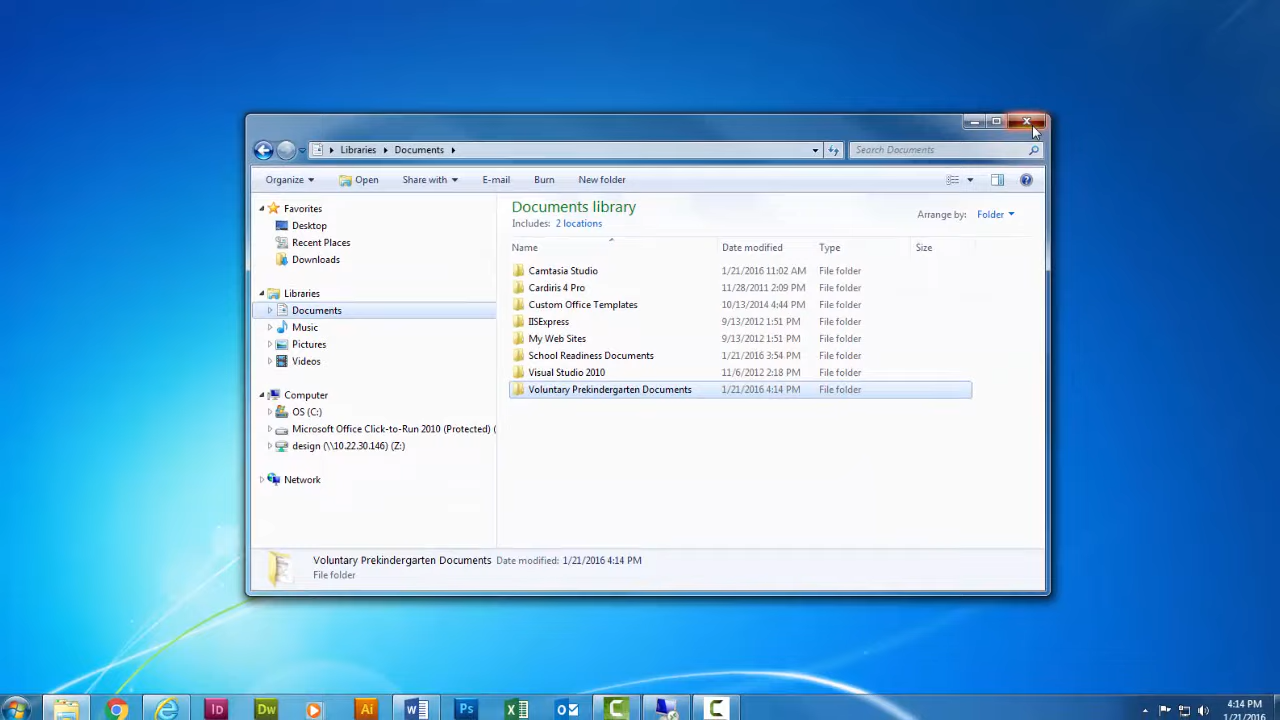 Libraries Documents
Search Documents
Organize Open Share with E-mail Burn New folder
Favorites
Desktop
Recent Places
Downloads
Libraries
Documents
Music
Pictures
Videos
Computer
OS (C:)
Microsoft Office Click-to-Run 2010 (Protected) (
design (\\10.22.30.146) (Z:)
Network
Documents library
Includes: 2 locations
Arrange by: Folder
Name Date modified Type Size
Camtasia Studio 1/21/2016 11:02 AM File folder
Cardiris 4 Pro 11/28/2011 2:09 PM File folder
Custom Office Templates 10/13/2014 4:44 PM File folder
IISExpress 9/13/2012 1:51 PM File folder
My Web Sites 9/13/2012 1:51 PM File folder
School Readiness Documents 1/21/2016 3:54 PM File folder
Visual Studio 2010 11/6/2012 2:18 PM File folder
Voluntary Prekindergarten Documents 1/21/2016 4:14 PM File folder
Voluntary Prekindergarten Documents Date modified: 1/21/2016 4:14 PM
File folder
Id Dw Ai W Ps X O C C
4:14 PM
1/21/2016